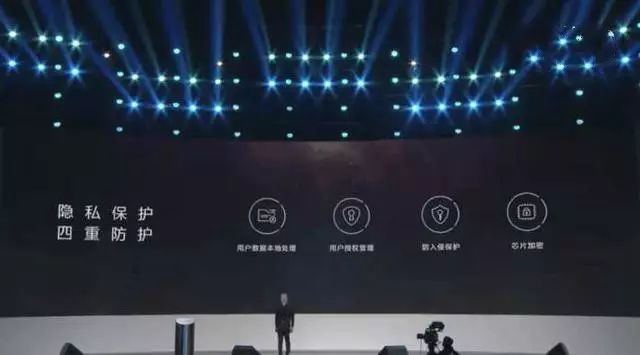 隐私保护
四重防护
用户数据本地处理
用户授权管理
防入侵保护
芯片加密